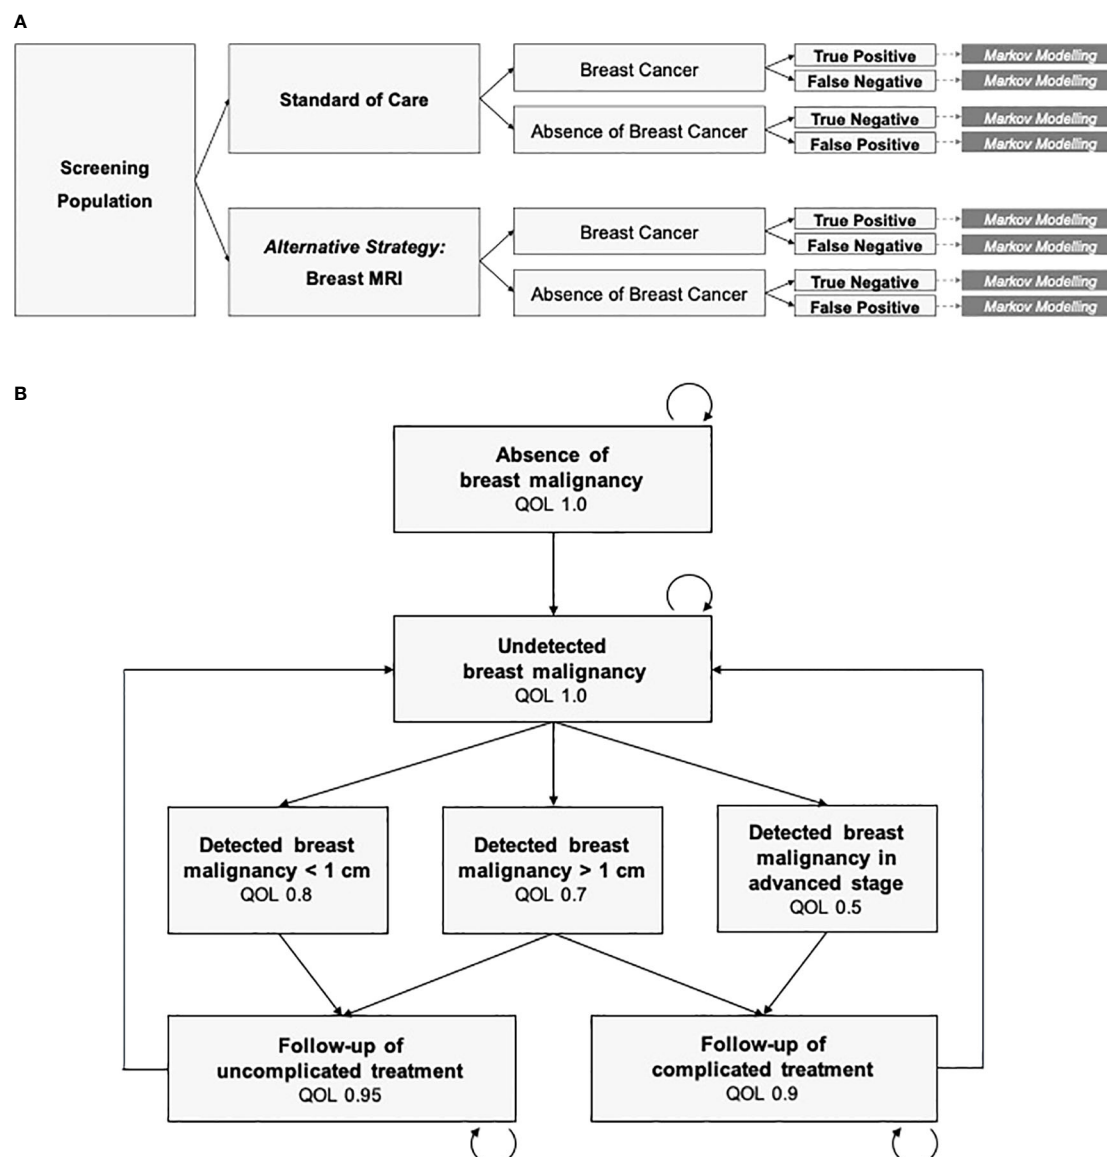 A
Screening
Population
Standard of Care
Alternative Strategy:
Breast MRI
Breast Cancer
Absence of Breast Cancer
Breast Cancer
Absence of Breast Cancer
True Positive
False Negative
True Negative
False Positive
True Positive
False Negative
True Negative
False Positive
Markov Modelling
Markov Modelling
Markov Modelling
Markov Modelling
Markov Modelling
Markov Modelling
Markov Modelling
Markov Modelling
B
Absence of
breast malignancy
QOL 1.0
Undetected
breast malignancy
QOL 1.0
Detected breast
malignancy < 1 cm
QOL 0.8
Detected breast
malignancy > 1 cm
QOL 0.7
Detected breast
malignancy in
advanced stage
QOL 0.5
Follow-up of
uncomplicated treatment
QOL 0.95
Follow-up of
complicated treatment
QOL 0.9